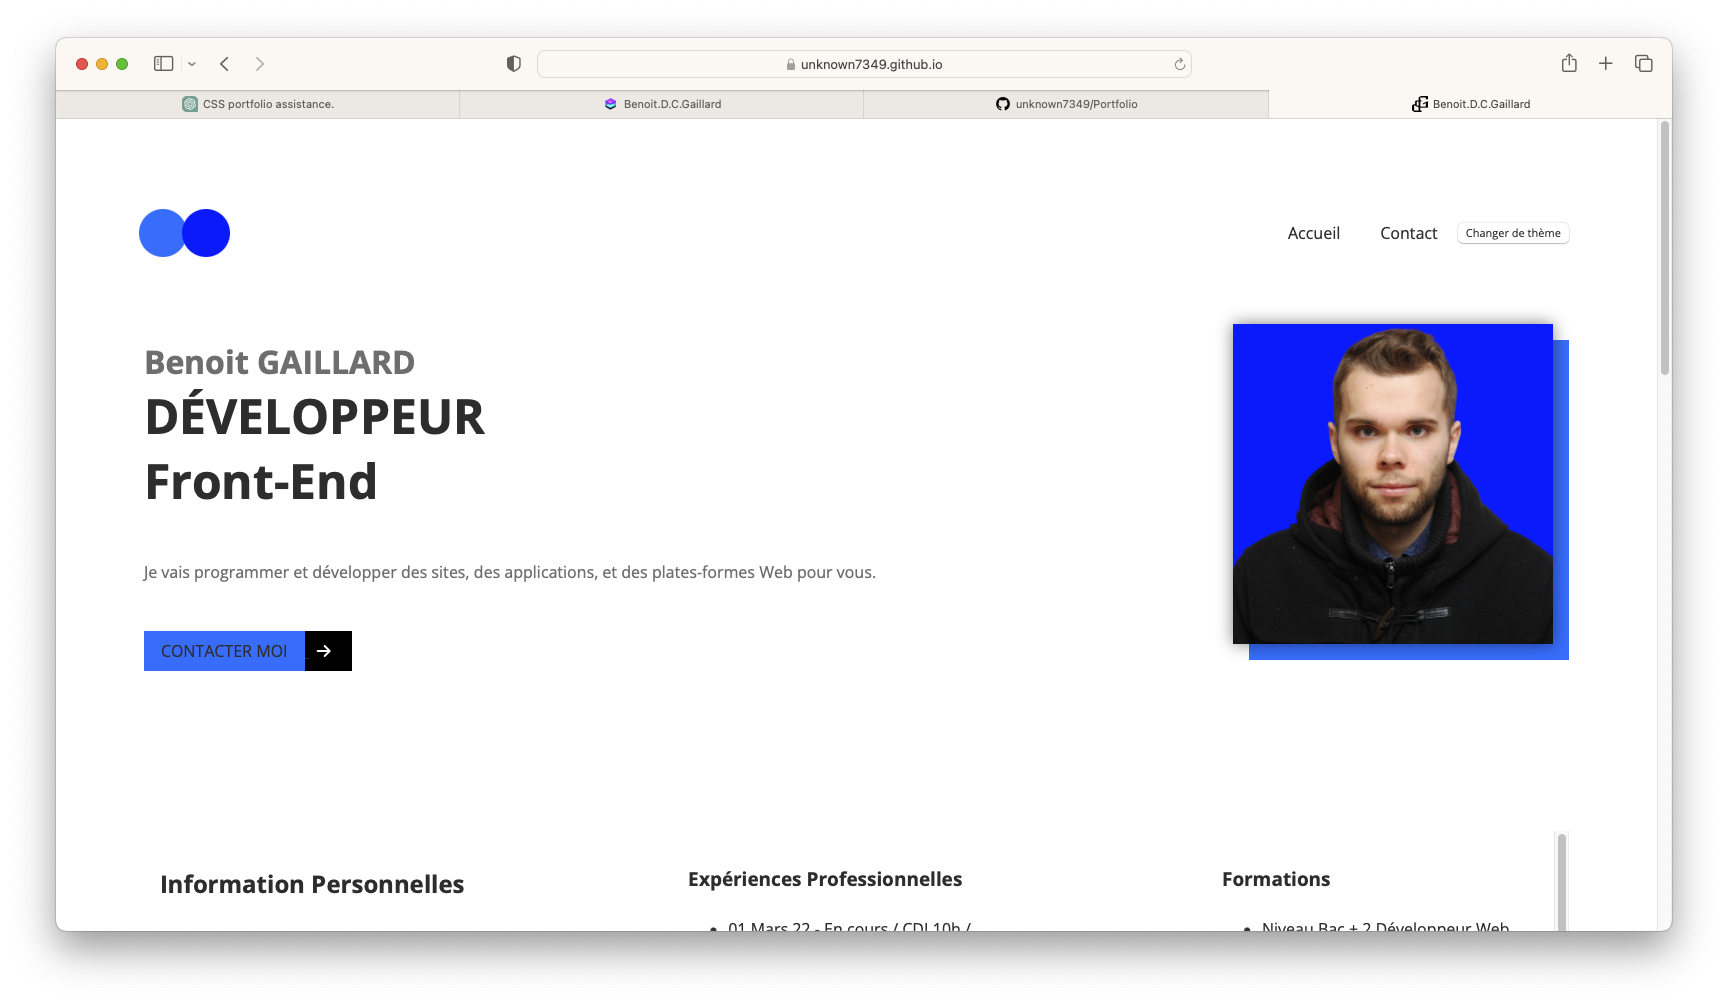 unknown7349.github.io
CSS portfolio assistance.
Benoit.D.C.Gaillard
unknown7349/Portfolio
Benoit.D.C.Gaillard
Accueil
Contact
Changer de thème
Benoit GAILLARD
DÉVELOPPEUR
Front-End
Je vais programmer et développer des sites, des applications, et des plates-formes Web pour vous.
CONTACTER MOI
Information Personnelles
Expériences Professionnelles
Formations
01 Mars 22 - En cours / CDI 10h /
Niveau Bac + 2 Développeur Web